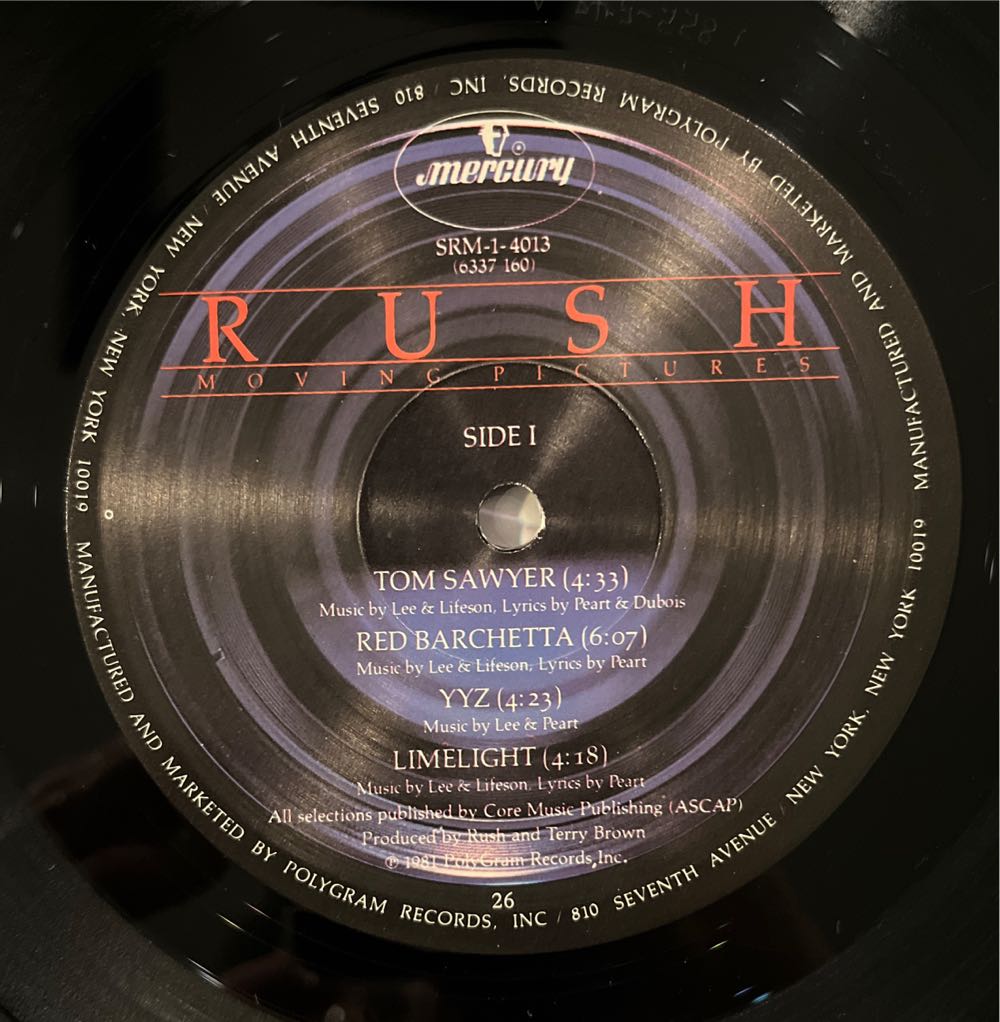 mercury
SRM-1-4013
(6337 160)
RUSH
MOVING PICTURES
SIDE I
TOM SAWYER (4:33)
Music by Lee & Lifeson, Lyrics by Peart & Dubois
RED BARCHETTA (6:07)
Music by Lee & Lifeson, Lyrics by Peart
YYZ (4:23)
Music by Lee & Peart
LIMELIGHT (4:18)
Music by Lee & Lifeson, Lyrics by Peart
All selections published by Core Music Publishing (ASCAP)
Produced by Rush and Terry Brown
℗ 1981 PolyGram Records, Inc.
26
MANUFACTURED AND MARKETED BY POLYGRAM RECORDS, INC / 810 SEVENTH AVENUE / NEW YORK, NEW YORK 10019
MANUFACTURED AND MARKETED BY POLYGRAM RECORDS, INC / 810 SEVENTH AVENUE / NEW YORK, NEW YORK 10019